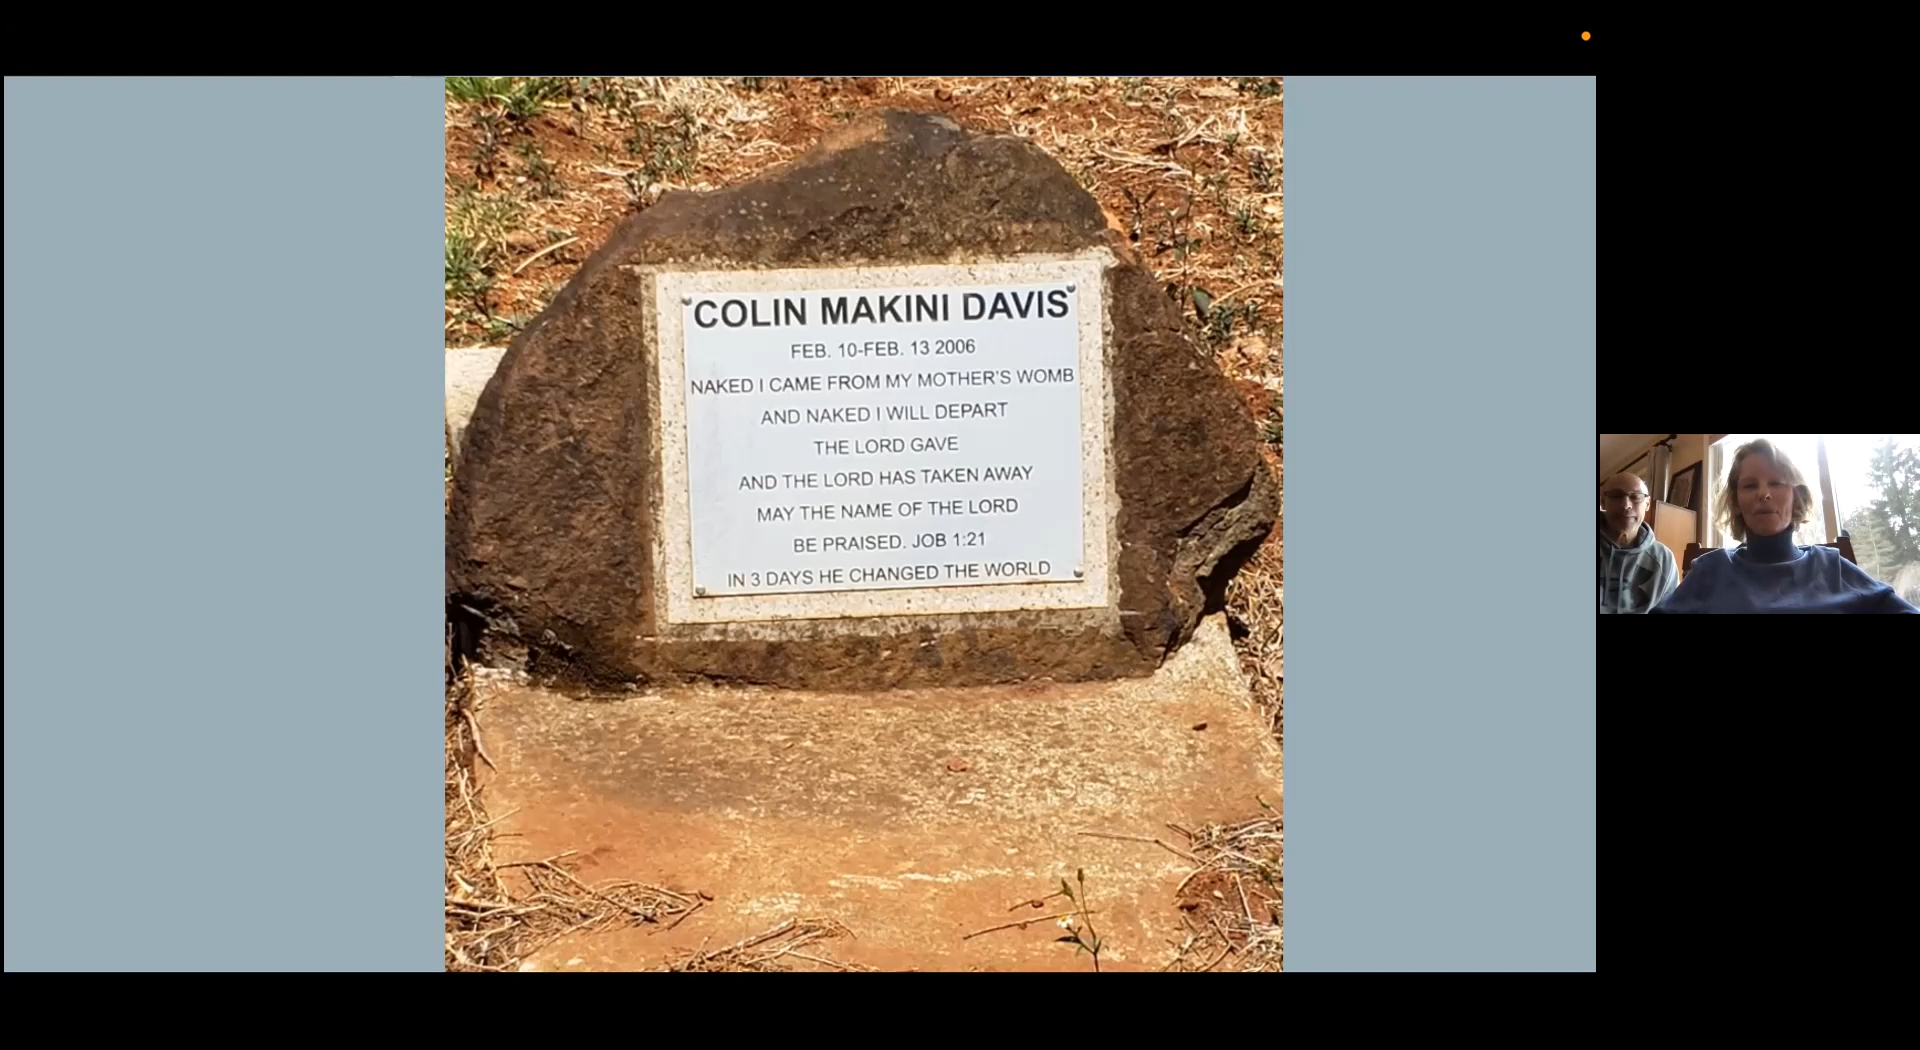 COLIN MAKINI DAVIS
FEB. 10-FEB. 13 2006
NAKED I CAME FROM MY MOTHER'S WOMB
AND NAKED I WILL DEPART
THE LORD GAVE
AND THE LORD HAS TAKEN AWAY
MAY THE NAME OF THE LORD
BE PRAISED. JOB 1:21
IN 3 DAYS HE CHANGED THE WORLD